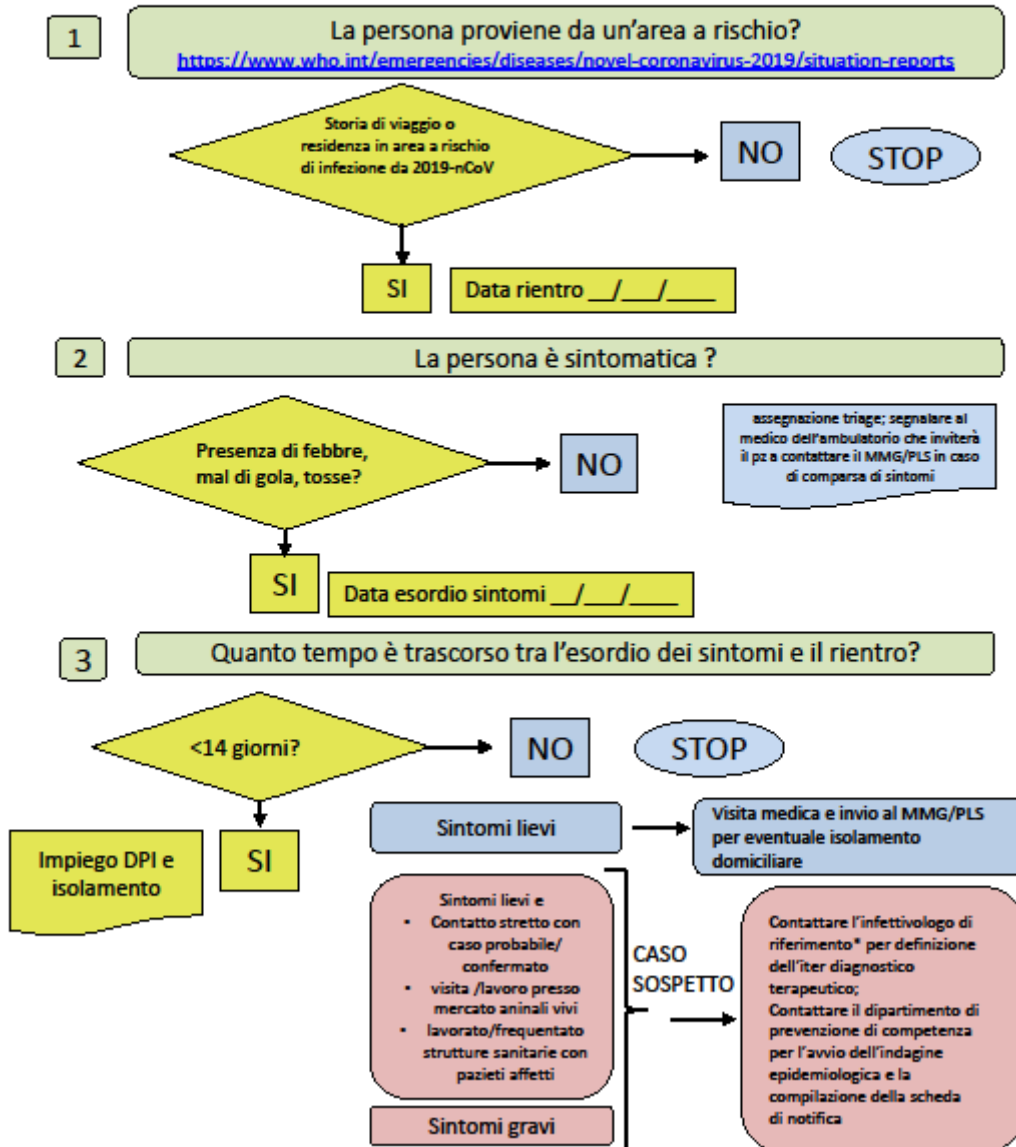 1
La persona proviene da un'area a rischio?
https://www.who.int/emergencies/diseases/novel-coronavirus-2019/situation-reports
Storia di viaggio o
residenza in area a rischio
di infezione da 2019-nCoV
NO
STOP
SI
Data rientro __/___/____
2
La persona è sintomatica ?
Presenza di febbre,
mal di gola, tosse?
NO
assegnazione triage; segnalare al
medico dell'ambulatorio che inviterà
il pz a contattare il MMG/PLS in caso
di comparsa di sintomi
SI
Data esordio sintomi __/___/____
3
Quanto tempo è trascorso tra l'esordio dei sintomi e il rientro?
<14 giorni?
NO
STOP
SI
Impiego DPI e
isolamento
Sintomi lievi
Visita medica e invio al MMG/PLS
per eventuale isolamento
domiciliare
Sintomi lievi e
• Contatto stretto con
caso probabile/
confermato
• visita /lavoro presso
mercato aninali vivi
• lavorato/frequentato
strutture sanitarie con
pazieti affetti
Sintomi gravi
CASO
SOSPETTO
Contattare l'infettivologo di
riferimento* per definizione
dell'iter diagnostico
terapeutico;
Contattare il dipartimento di
prevenzione di competenza
per l'avvio dell'indagine
epidemiologica e la
compilazione della scheda
di notifica